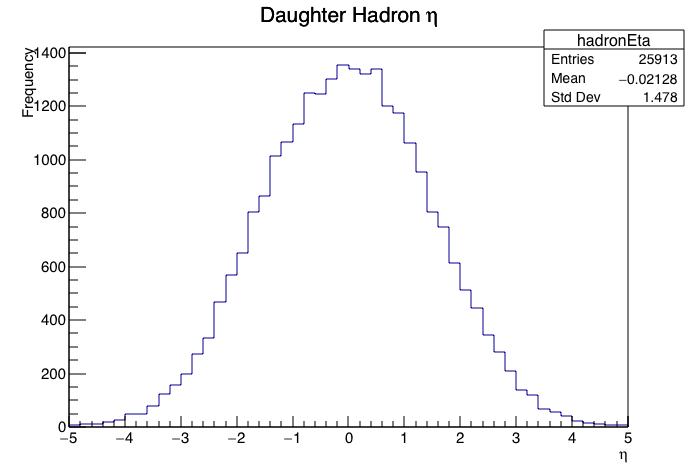 Daughter Hadron η
hadronEta
Entries 25913
Mean −0.02128
Std Dev 1.478
Frequency
1400
1200
1000
800
600
400
200
0
−5 −4 −3 −2 −1 0 1 2 3 4 5
η